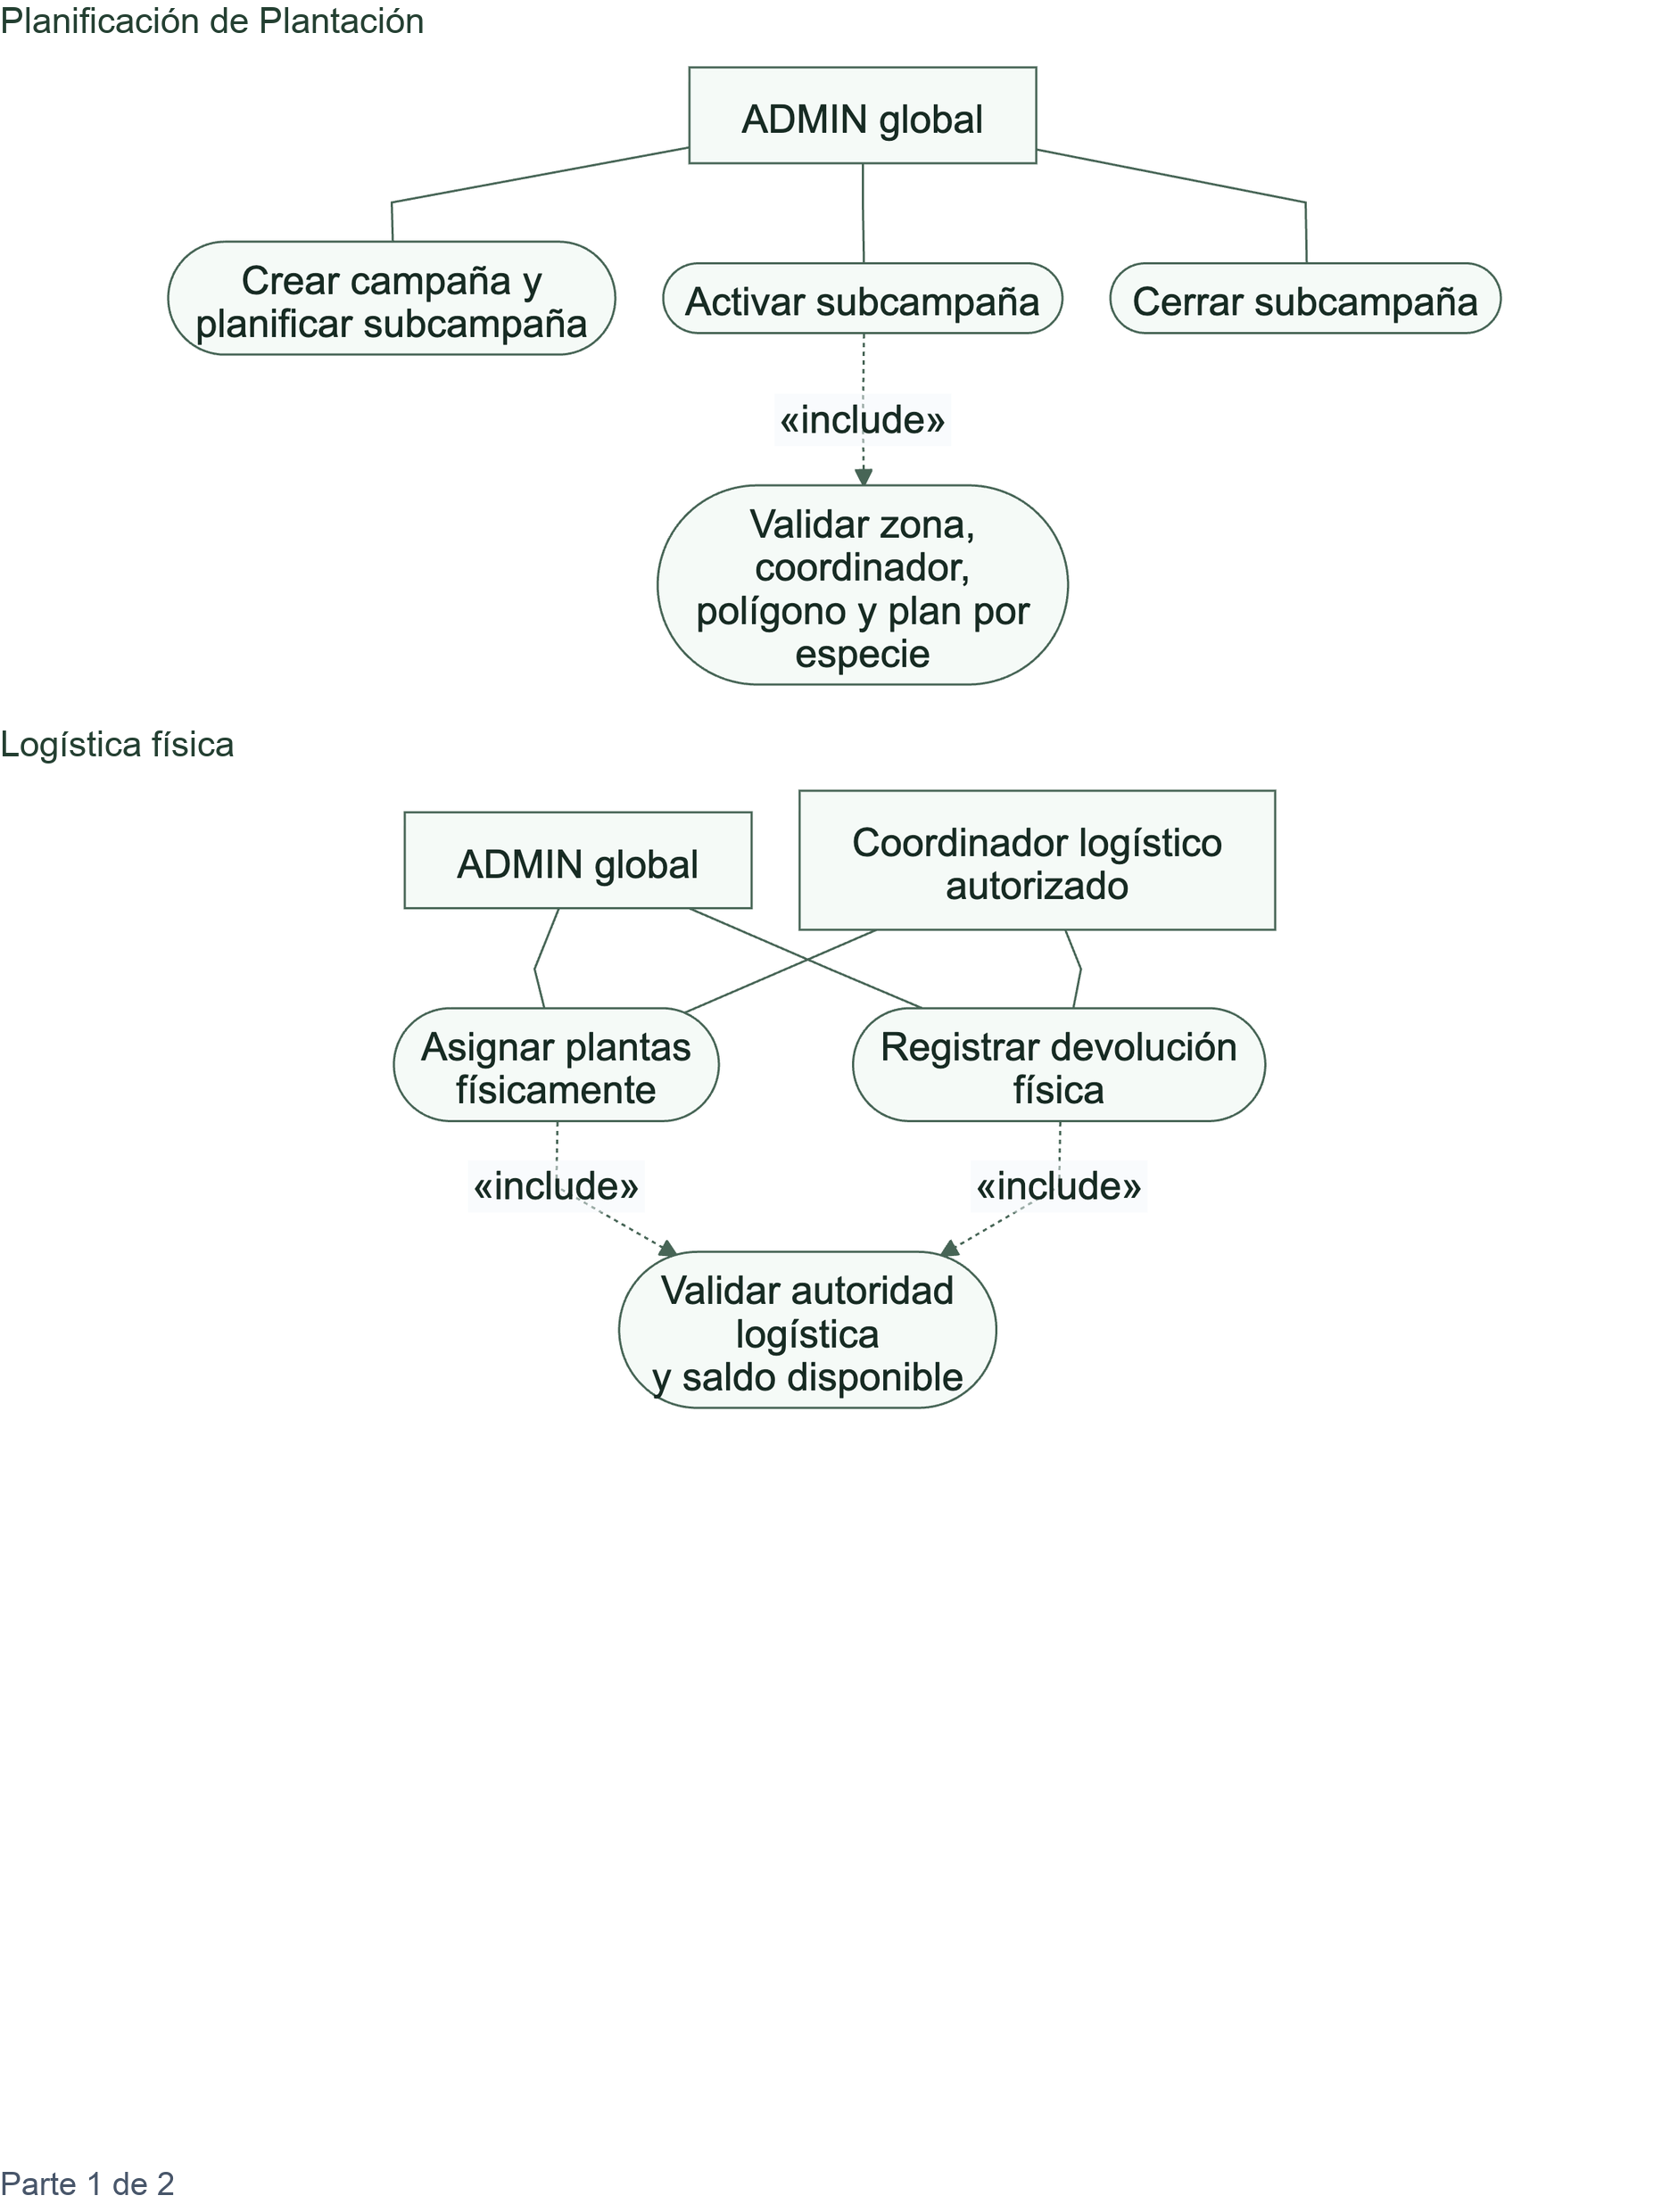 Planificación de Plantación
ADMIN global
Crear campaña y
planificar subcampaña
Activar subcampaña
Cerrar subcampaña
«include»
Validar zona,
coordinador,
polígono y plan por
especie
Logística física
ADMIN global
Coordinador logístico
autorizado
Asignar plantas
físicamente
Registrar devolución
física
«include»
«include»
Validar autoridad
logística
y saldo disponible
Parte 1 de 2